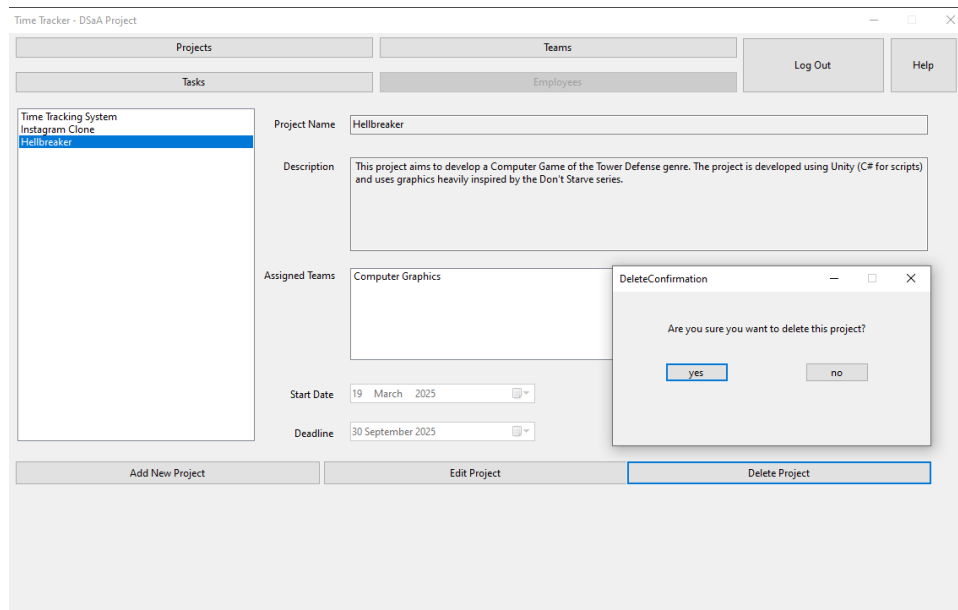 Time Tracker - DSaA Project
Projects
Teams
Log Out
Help
Tasks
Employees
Time Tracking System
Instagram Clone
Hellbreaker
Project Name
Hellbreaker
Description
This project aims to develop a Computer Game of the Tower Defense genre. The project is developed using Unity (C# for scripts)
and uses graphics heavily inspired by the Don't Starve series.
Assigned Teams
Computer Graphics
DeleteConfirmation
Are you sure you want to delete this project?
yes
no
Start Date
19 March 2025
Deadline
30 September 2025
Add New Project
Edit Project
Delete Project